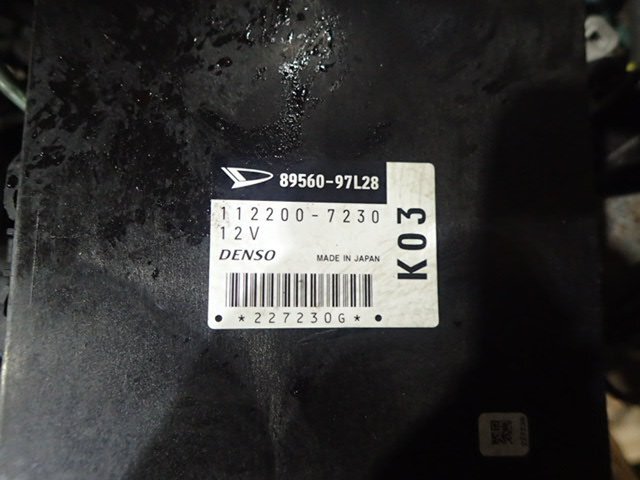 89560-97L28
112200-7230
12V
DENSO MADE IN JAPAN
K03
*227230G*